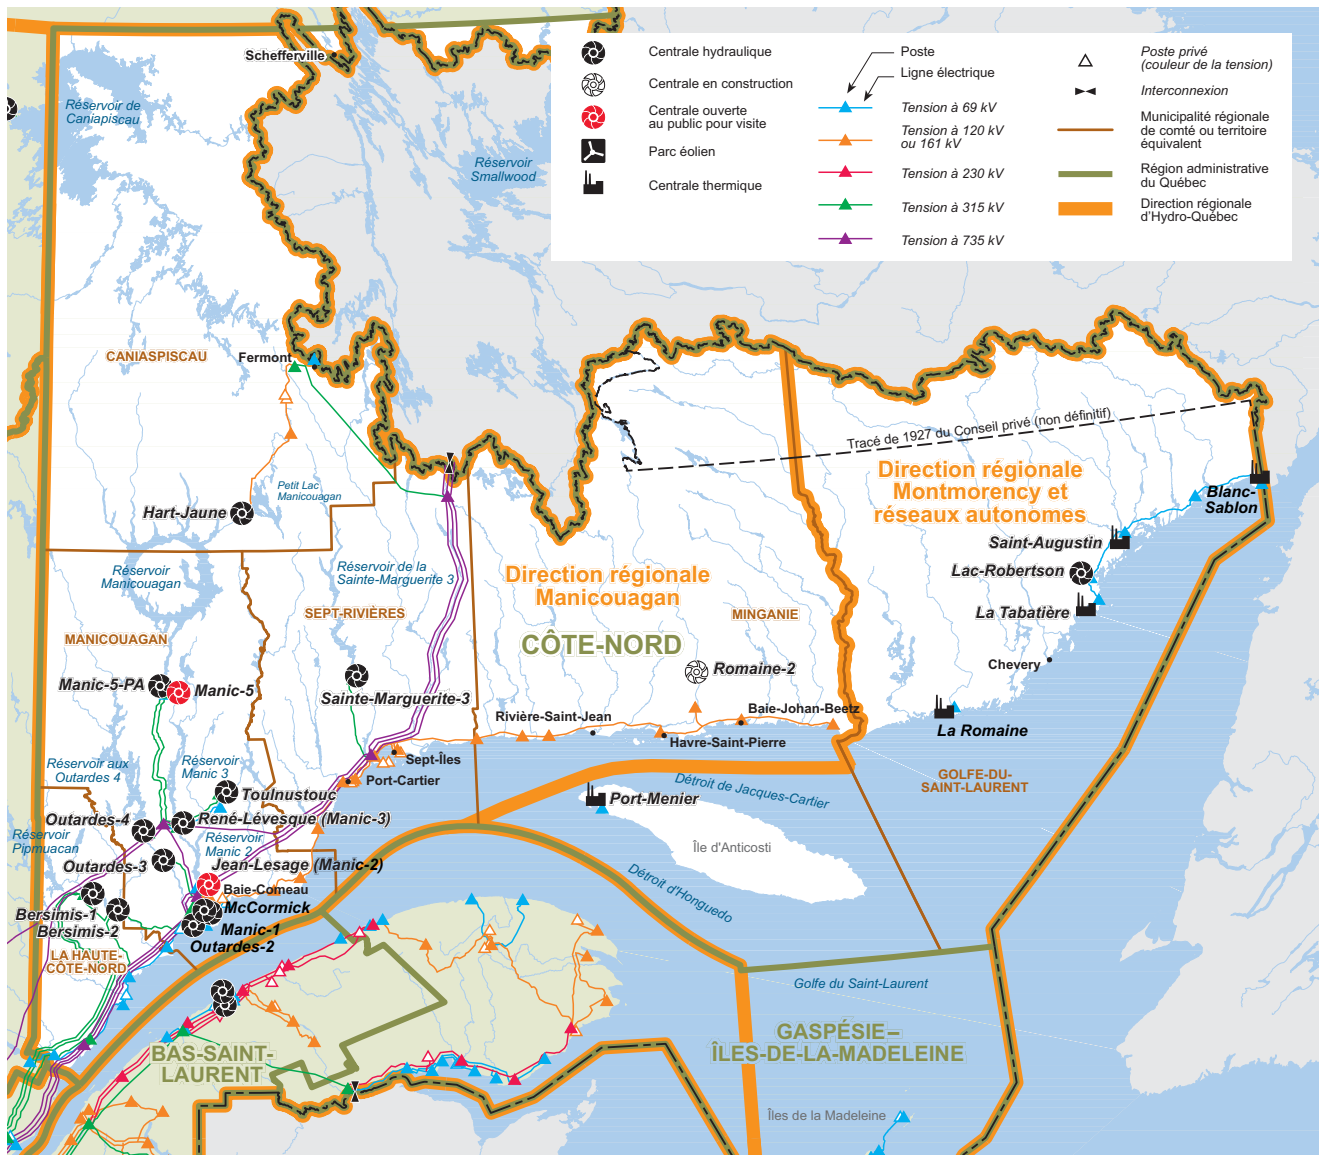 Schefferville
Réservoir de
Caniapiscau
Réservoir
Smallwood
Centrale hydraulique
Centrale en construction
Centrale ouverte
au public pour visite
Parc éolien
Centrale thermique
Poste
Ligne électrique
Tension à 69 kV
Tension à 120 kV
ou 161 kV
Tension à 230 kV
Tension à 315 kV
Tension à 735 kV
Poste privé
(couleur de la tension)
Interconnexion
Municipalité régionale
de comté ou territoire
équivalent
Région administrative
du Québec
Direction régionale
d'Hydro-Québec
CANIASPISCAU
Fermont
Tracé de 1927 du Conseil privé (non définitif)
Petit Lac
Manicouagan
Hart-Jaune
Direction régionale
Montmorency et
réseaux autonomes
Blanc-
Sablon
Saint-Augustin
Lac-Robertson
La Tabatière
Chevery
La Romaine
Réservoir
Manicouagan
Réservoir de la
Sainte-Marguerite 3
Direction régionale
Manicouagan
SEPT-RIVIÈRES
MINGANIE
MANICOUAGAN
CÔTE-NORD
Romaine-2
Manic-5-PA
Manic-5
Sainte-Marguerite-3
Rivière-Saint-Jean
Baie-Johan-Beetz
Havre-Saint-Pierre
Sept-Îles
Port-Cartier
Réservoir aux
Outardes 4
Réservoir
Manic 3
Toulnustouc
Détroit de Jacques-Cartier
GOLFE-DU-
SAINT-LAURENT
Port-Menier
Outardes-4
René-Lévesque (Manic-3)
Réservoir
Pipmuacan
Réservoir
Manic 2
Île d'Anticosti
Outardes-3
Jean-Lesage (Manic-2)
Baie-Comeau
Détroit d'Honguedo
Bersimis-1
Bersimis-2
McCormick
Manic-1
Outardes-2
LA HAUTE-
CÔTE-NORD
Golfe du Saint-Laurent
GASPÉSIE–
ÎLES-DE-LA-MADELEINE
BAS-SAINT-
LAURENT
Îles de la Madeleine